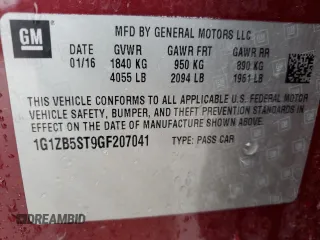 GM
MFD BY GENERAL MOTORS LLC
DATE GVWR GAWR FRT GAWR RR
01/16 1840 KG 950 KG 890 KG
4055 LB 2094 LB 1961 LB
THIS VEHICLE CONFORMS TO ALL APPLICABLE U.S. FEDERAL MOTOR
VEHICLE SAFETY, BUMPER, AND THEFT PREVENTION STANDARDS IN
EFFECT ON THE DATE OF MANUFACTURE SHOWN ABOVE.
1G1ZB5ST9GF207041 TYPE: PASS CAR
DREAMBID